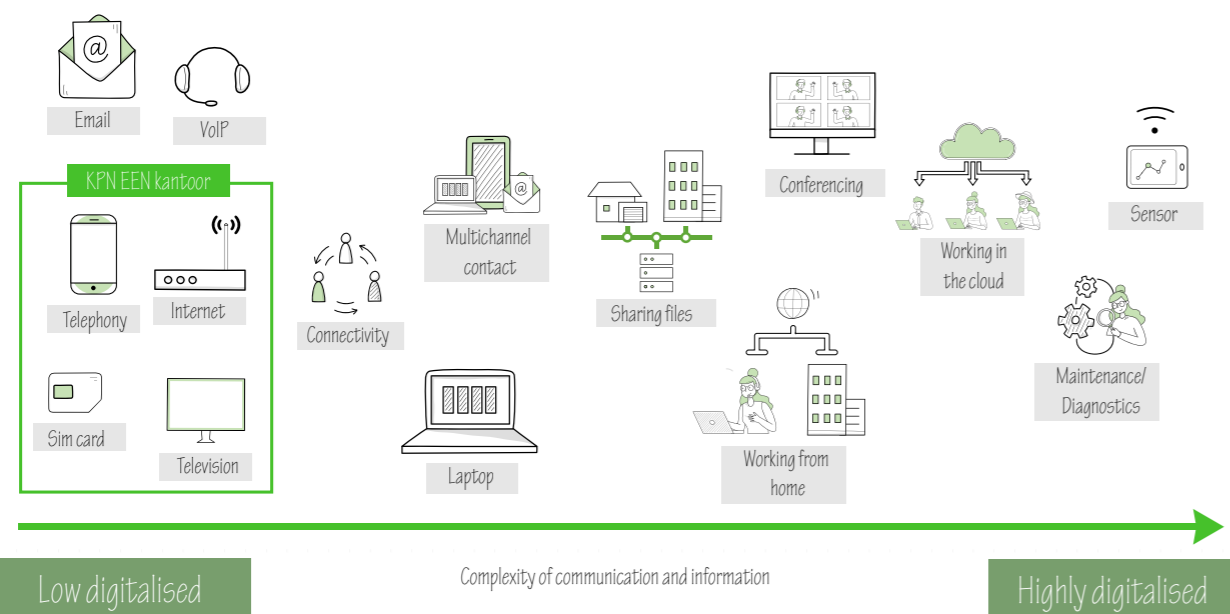 @
Email
VoIP
KPN EEN kantoor
Telephony
Internet
Sim card
Television
Connectivity
@
Multichannel
contact
Laptop
Sharing files
Conferencing
Working from
home
Working in
the cloud
Sensor
Maintenance/
Diagnostics
Low digitalised
Complexity of communication and information
Highly digitalised